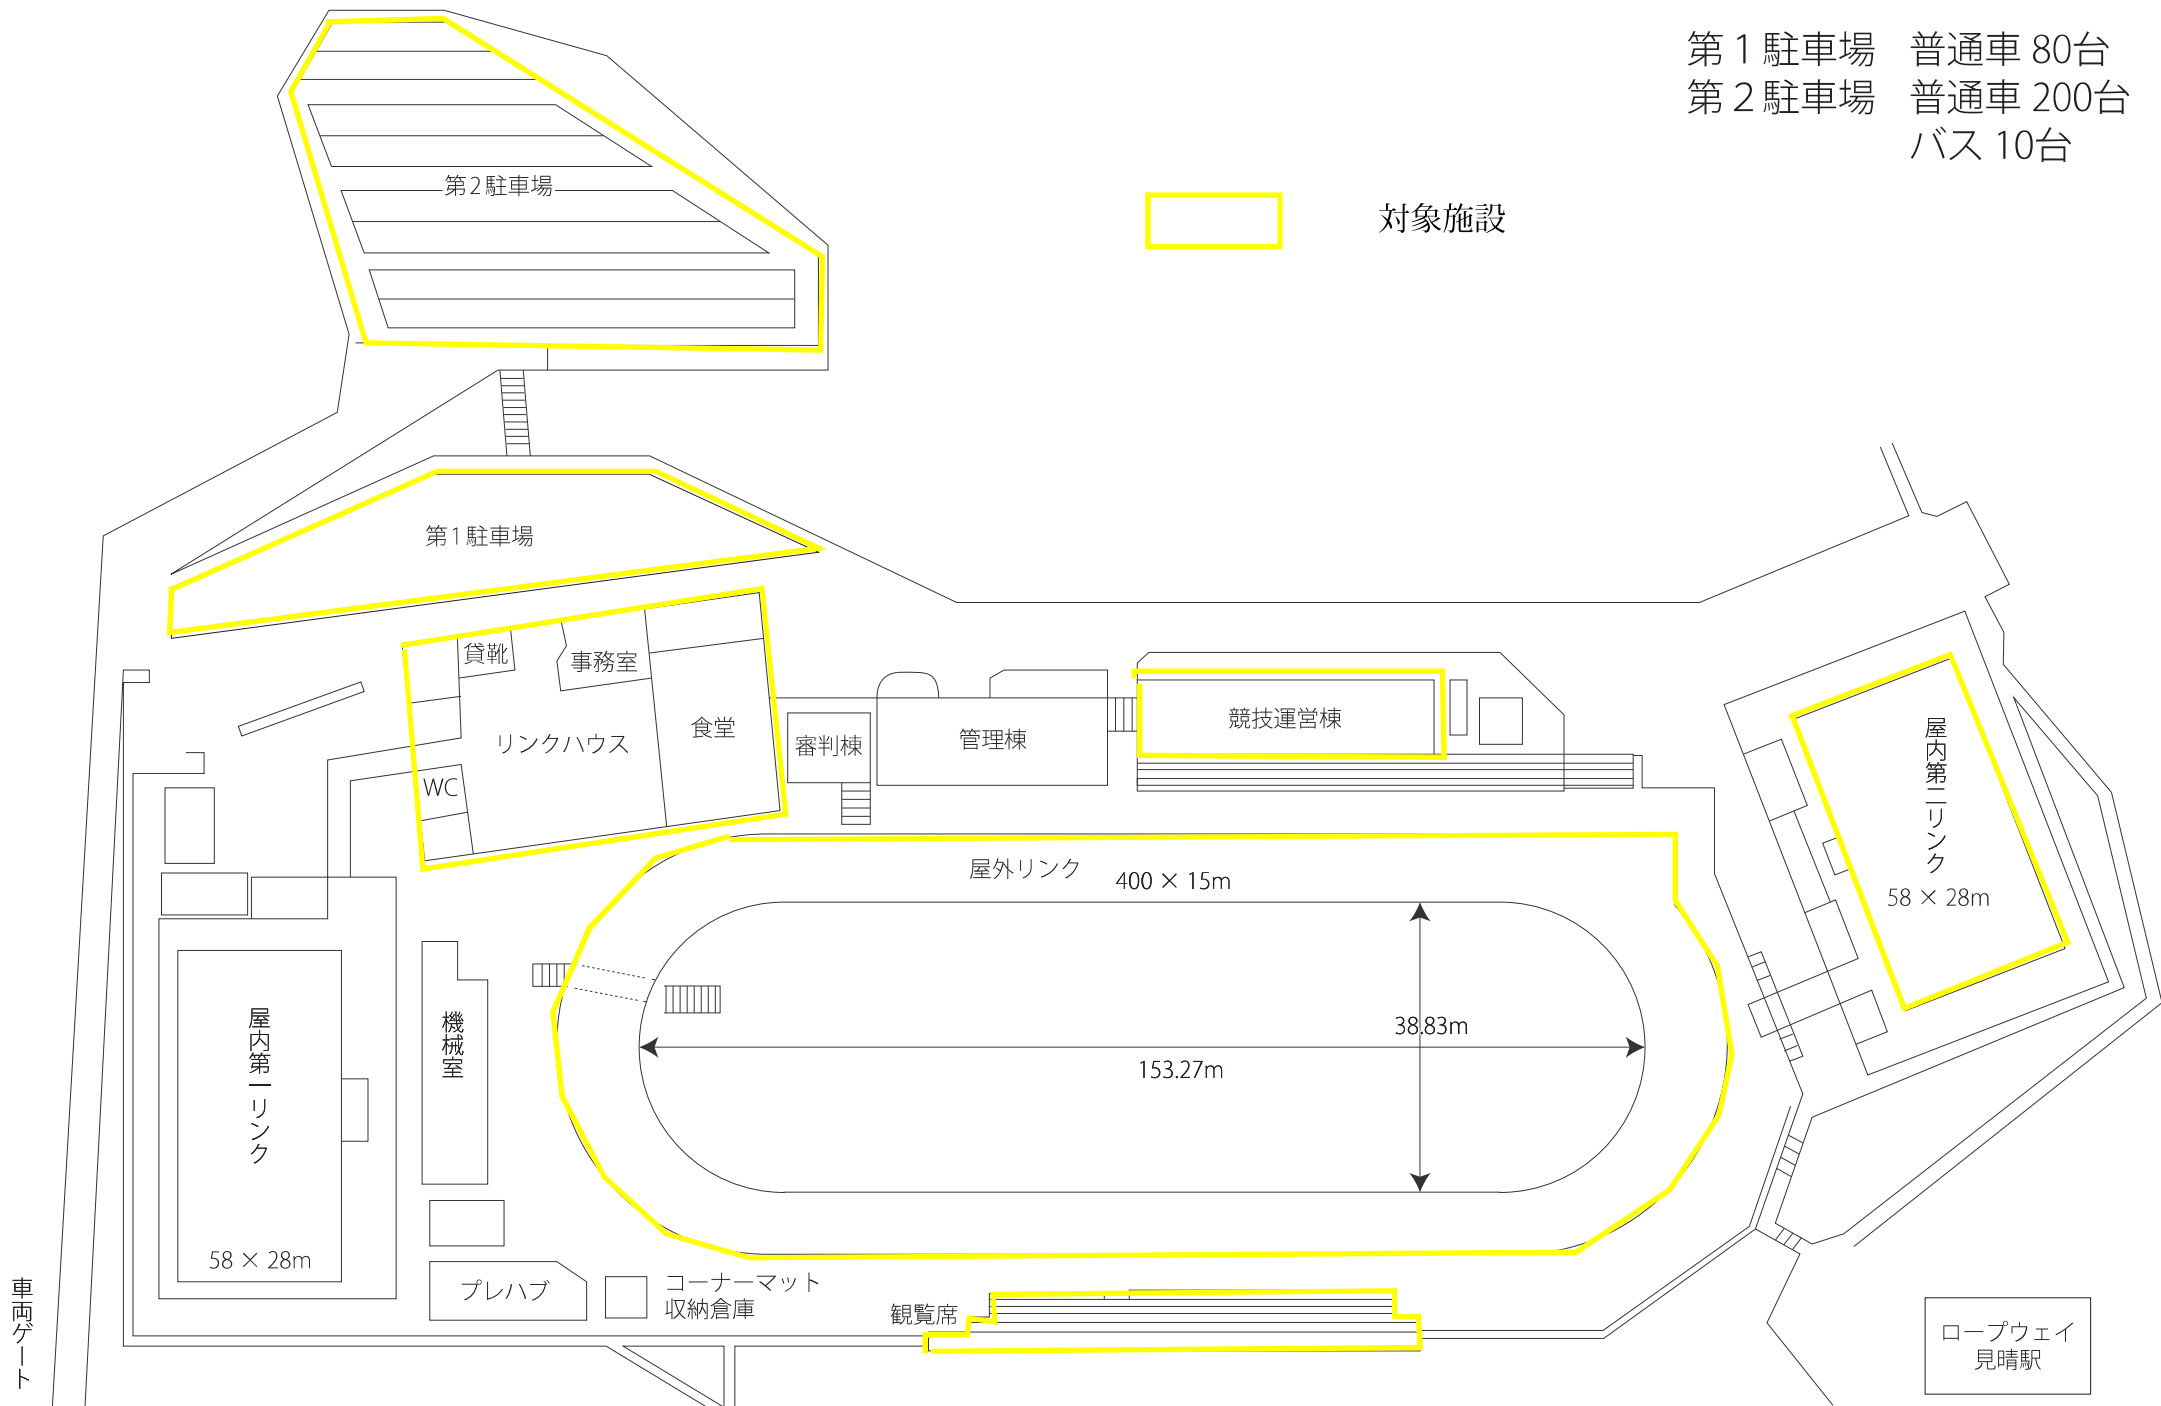 第1駐車場　普通車 80台
第2駐車場　普通車 200台
バス 10台
対象施設
第2駐車場
第1駐車場
貸靴
事務室
リンクハウス
食堂
WC
審判棟
管理棟
競技運営棟
屋内第二リンク
58 × 28m
屋外リンク
400 × 15m
38.83m
153.27m
機械室
屋内第一リンク
58 × 28m
プレハブ
コーナーマット
収納倉庫
観覧席
車両ゲート
ロープウェイ
見晴駅